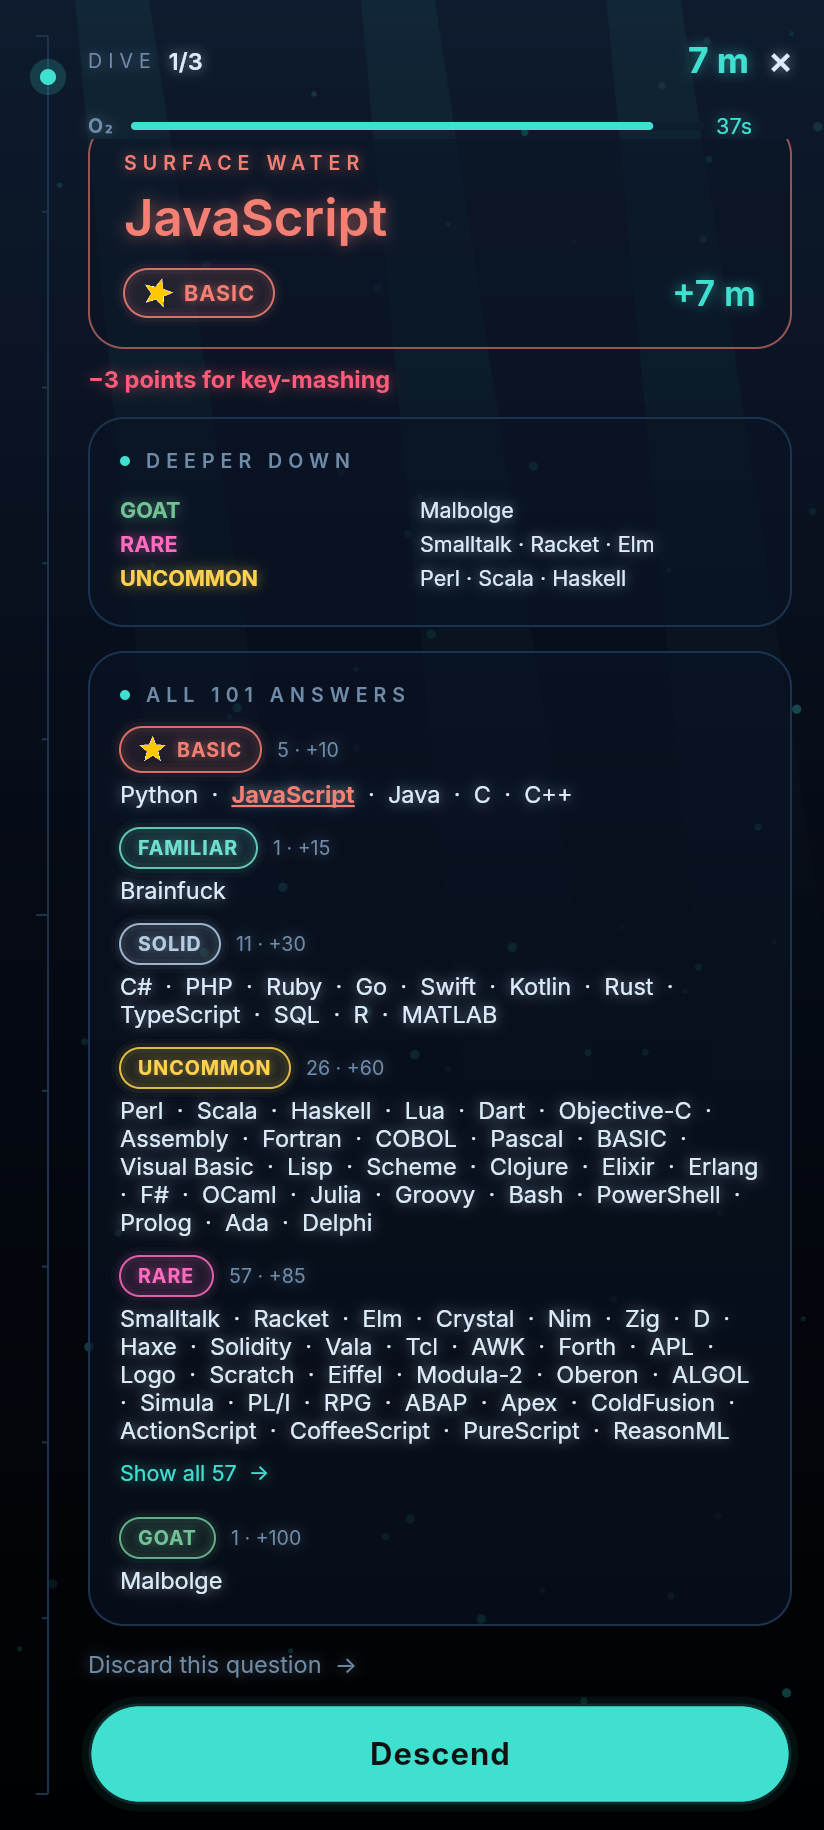 DIVE 1/3
7 m ×
O₂ 37s
SURFACE WATER
JavaScript
BASIC
+7 m
−3 points for key-mashing
DEEPER DOWN
GOAT Malbolge
RARE Smalltalk · Racket · Elm
UNCOMMON Perl · Scala · Haskell
ALL 101 ANSWERS
BASIC 5 · +10
Python · JavaScript · Java · C · C++
FAMILIAR 1 · +15
Brainfuck
SOLID 11 · +30
C# · PHP · Ruby · Go · Swift · Kotlin · Rust ·
TypeScript · SQL · R · MATLAB
UNCOMMON 26 · +60
Perl · Scala · Haskell · Lua · Dart · Objective-C ·
Assembly · Fortran · COBOL · Pascal · BASIC ·
Visual Basic · Lisp · Scheme · Clojure · Elixir · Erlang
· F# · OCaml · Julia · Groovy · Bash · PowerShell ·
Prolog · Ada · Delphi
RARE 57 · +85
Smalltalk · Racket · Elm · Crystal · Nim · Zig · D ·
Haxe · Solidity · Vala · Tcl · AWK · Forth · APL ·
Logo · Scratch · Eiffel · Modula-2 · Oberon · ALGOL
· Simula · PL/I · RPG · ABAP · Apex · ColdFusion ·
ActionScript · CoffeeScript · PureScript · ReasonML
Show all 57 →
GOAT 1 · +100
Malbolge
Discard this question →
Descend